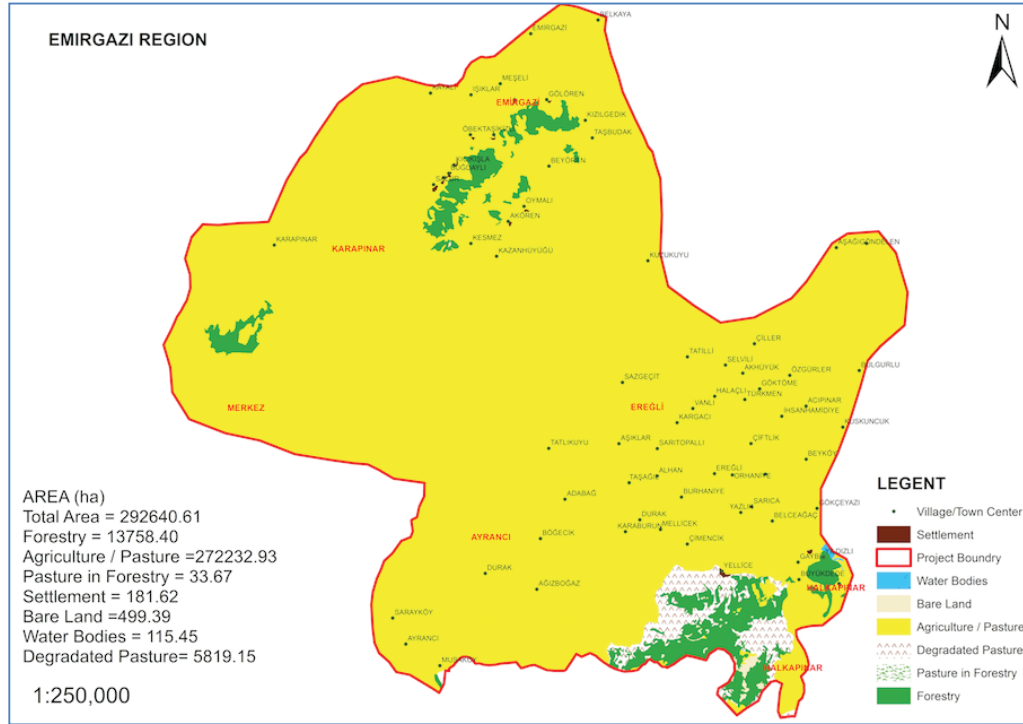 EMIRGAZI REGION
N
BELKAYA
EMİRGAZİ
MEŞELİ
IŞIKLAR
GÖLÖREN
EMİRGAZİ
KIZILGEDİK
TAŞBUDAK
BEYÖREN
OYMALI
AKÖREN
KESMEZ
KAZANHÜYÜĞÜ
KARAPINAR
KARAPINAR
KUZUKUYU
AŞAĞIGÖNDELEN
ÇİLLER
TATILLI
SELVİLİ
AKHÜYÜK
ÖZGÜRLER
BULGURLU
SAZGEÇİT
GÖKTÖME
HALAÇLI
TÜRKMEN
MERKEZ
EREĞLİ
VANLI
ACIPINAR
İHSANHAMİDİYE
KARGACI
KUSKUNCUK
TATLIKUYU
AŞIKLAR
SARITOPALLI
ÇİFTLİK
BEYKÖY
TAŞAĞIL
ALHAN
EREĞLİ
ORHANİYE
ADABAĞ
BURHANİYE
SARICA
YAZLIK
GÖKÇEYAZI
DURAK
BELCEAĞAÇ
KARABURUN
MELLİCEK
AYRANCI
BÖĞECİK
ÇİMENCİK
DURAK
AĞIZBOĞAZ
YELLİCE
HALKAPINAR
SARAYKÖY
AYRANCI
HALKAPINAR
AREA (ha)
Total Area = 292640.61
Forestry = 13758.40
Agriculture / Pasture =272232.93
Pasture in Forestry = 33.67
Settlement = 181.62
Bare Land =499.39
Water Bodies = 115.45
Degradated Pasture= 5819.15
1:250,000
LEGENT
Village/Town Center
Settlement
Project Boundry
Water Bodies
Bare Land
Agriculture / Pasture
Degradated Pasture
Pasture in Forestry
Forestry